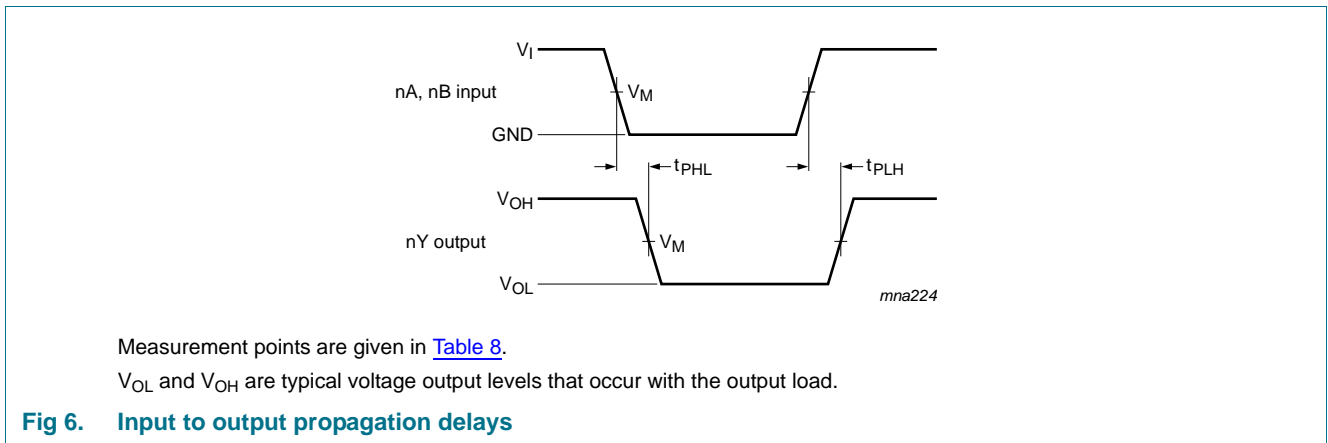 VI
nA, nB input
VM
GND
tPHL
tPLH
VOH
nY output
VM
VOL
mna224
Measurement points are given in Table 8.
VOL and VOH are typical voltage output levels that occur with the output load.
Fig 6. Input to output propagation delays